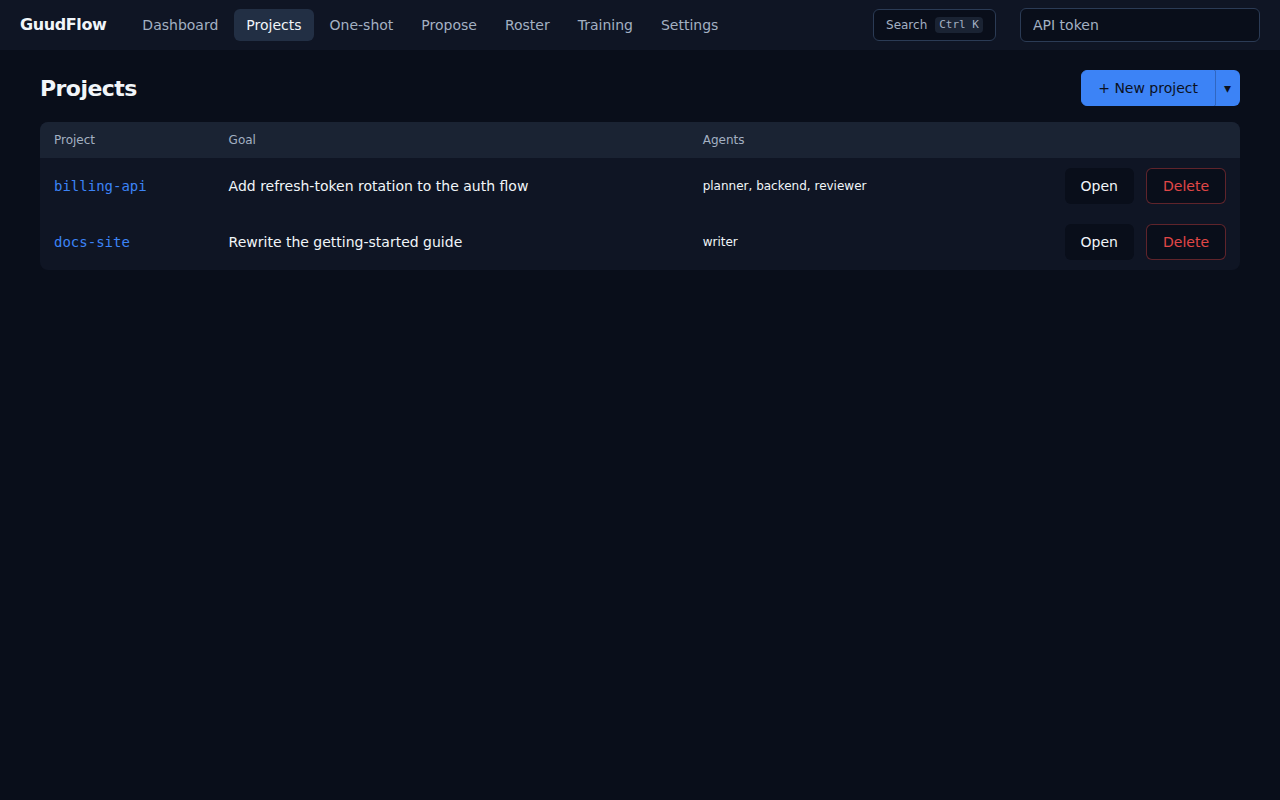 GuudFlow Dashboard Projects One-shot Propose Roster Training Settings Search Ctrl K API token
Projects + New project ▾
Project Goal Agents
billing-api Add refresh-token rotation to the auth flow planner, backend, reviewer Open Delete
docs-site Rewrite the getting-started guide writer Open Delete